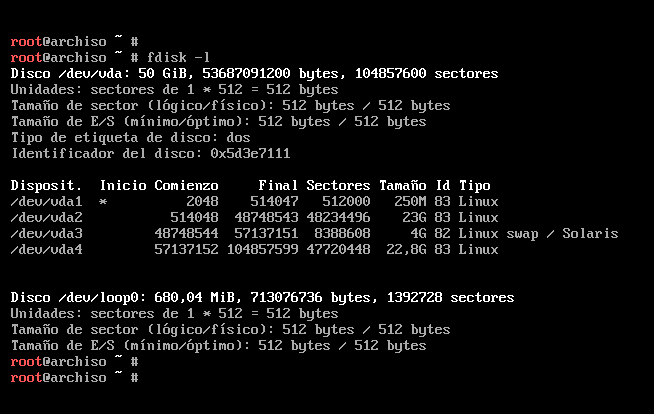 root@archiso ~ #
root@archiso ~ # fdisk -l
Disco /dev/vda: 50 GiB, 53687091200 bytes, 104857600 sectores
Unidades: sectores de 1 * 512 = 512 bytes
Tamaño de sector (lógico/físico): 512 bytes / 512 bytes
Tamaño de E/S (mínimo/óptimo): 512 bytes / 512 bytes
Tipo de etiqueta de disco: dos
Identificador del disco: 0x5d3e7111
Disposit. Inicio Comienzo Final Sectores Tamaño Id Tipo
/dev/vda1 * 2048 514047 512000 250M 83 Linux
/dev/vda2 514048 48748543 48234496 23G 83 Linux
/dev/vda3 48748544 57137151 8388608 4G 82 Linux swap / Solaris
/dev/vda4 57137152 104857599 47720448 22,8G 83 Linux
Disco /dev/loop0: 680,04 MiB, 713076736 bytes, 1392728 sectores
Unidades: sectores de 1 * 512 = 512 bytes
Tamaño de sector (lógico/físico): 512 bytes / 512 bytes
Tamaño de E/S (mínimo/óptimo): 512 bytes / 512 bytes
root@archiso ~ #
root@archiso ~ #